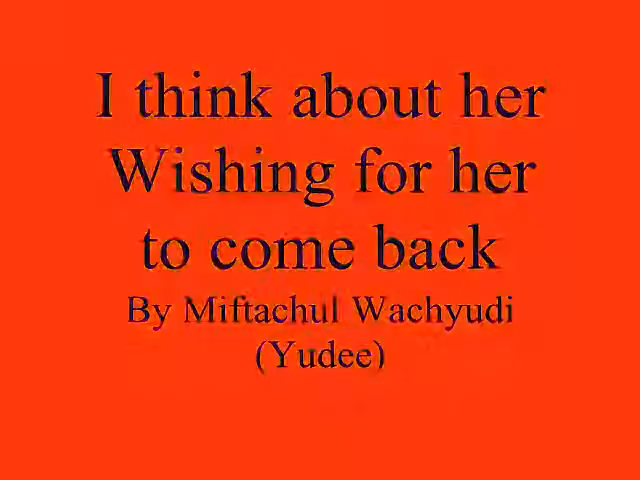 I think about her
Wishing for her
to come back
By Miftachul Wachyudi
(Yudee)